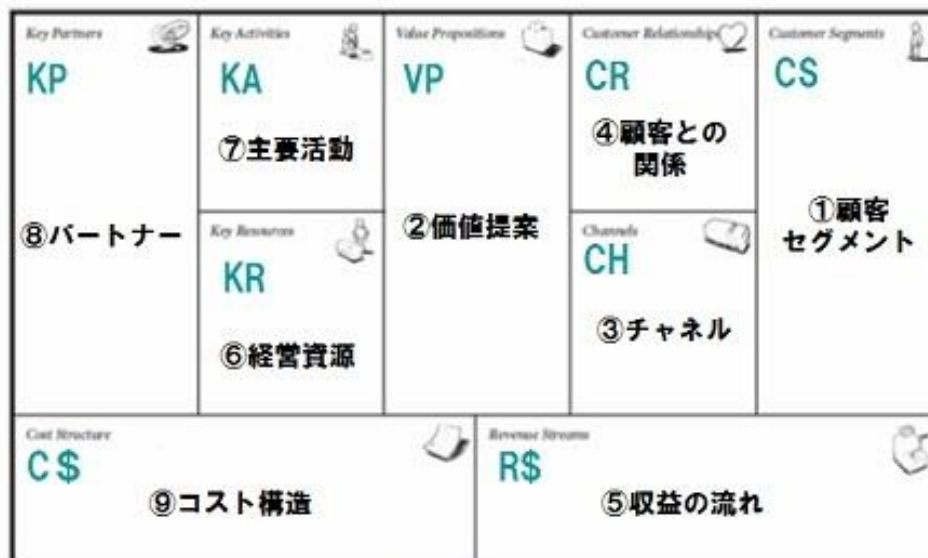 Key Partners
KP
⑧パートナー
Key Activities
KA
⑦主要活動
Key Resources
KR
⑥経営資源
Value Propositions
VP
②価値提案
Customer Relationships
CR
④顧客との
関係
Channels
CH
③チャネル
Customer Segments
CS
①顧客
セグメント
Cost Structure
C$
⑨コスト構造
Revenue Streams
R$
⑤収益の流れ